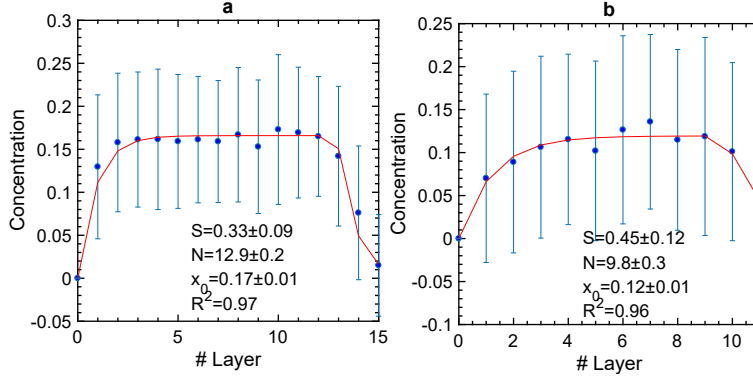 a
0.3
0.25
0.2
0.15
0.1
0.05
0
-0.05
Concentration
S=0.33±0.09
N=12.9±0.2
x0=0.17±0.01
R2=0.97
0 5 10 15
# Layer
b
0.25
0.2
0.15
0.1
0.05
0
-0.05
-0.1
Concentration
S=0.45±0.12
N=9.8±0.3
x0=0.12±0.01
R2=0.96
0 2 4 6 8 10
# Layer